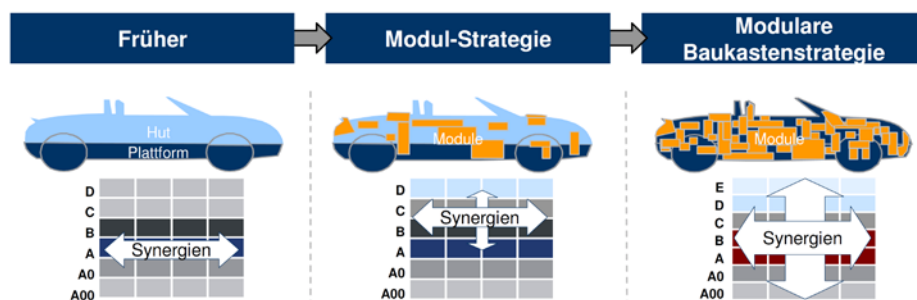 Früher
Modul-Strategie
Modulare
Baukastenstrategie
Hut
Plattform
Module
Module
D
C
B
A
A0
A00
Synergien
D
C
B
A
A0
A00
Synergien
E
D
C
B
A
A0
A00
Synergien